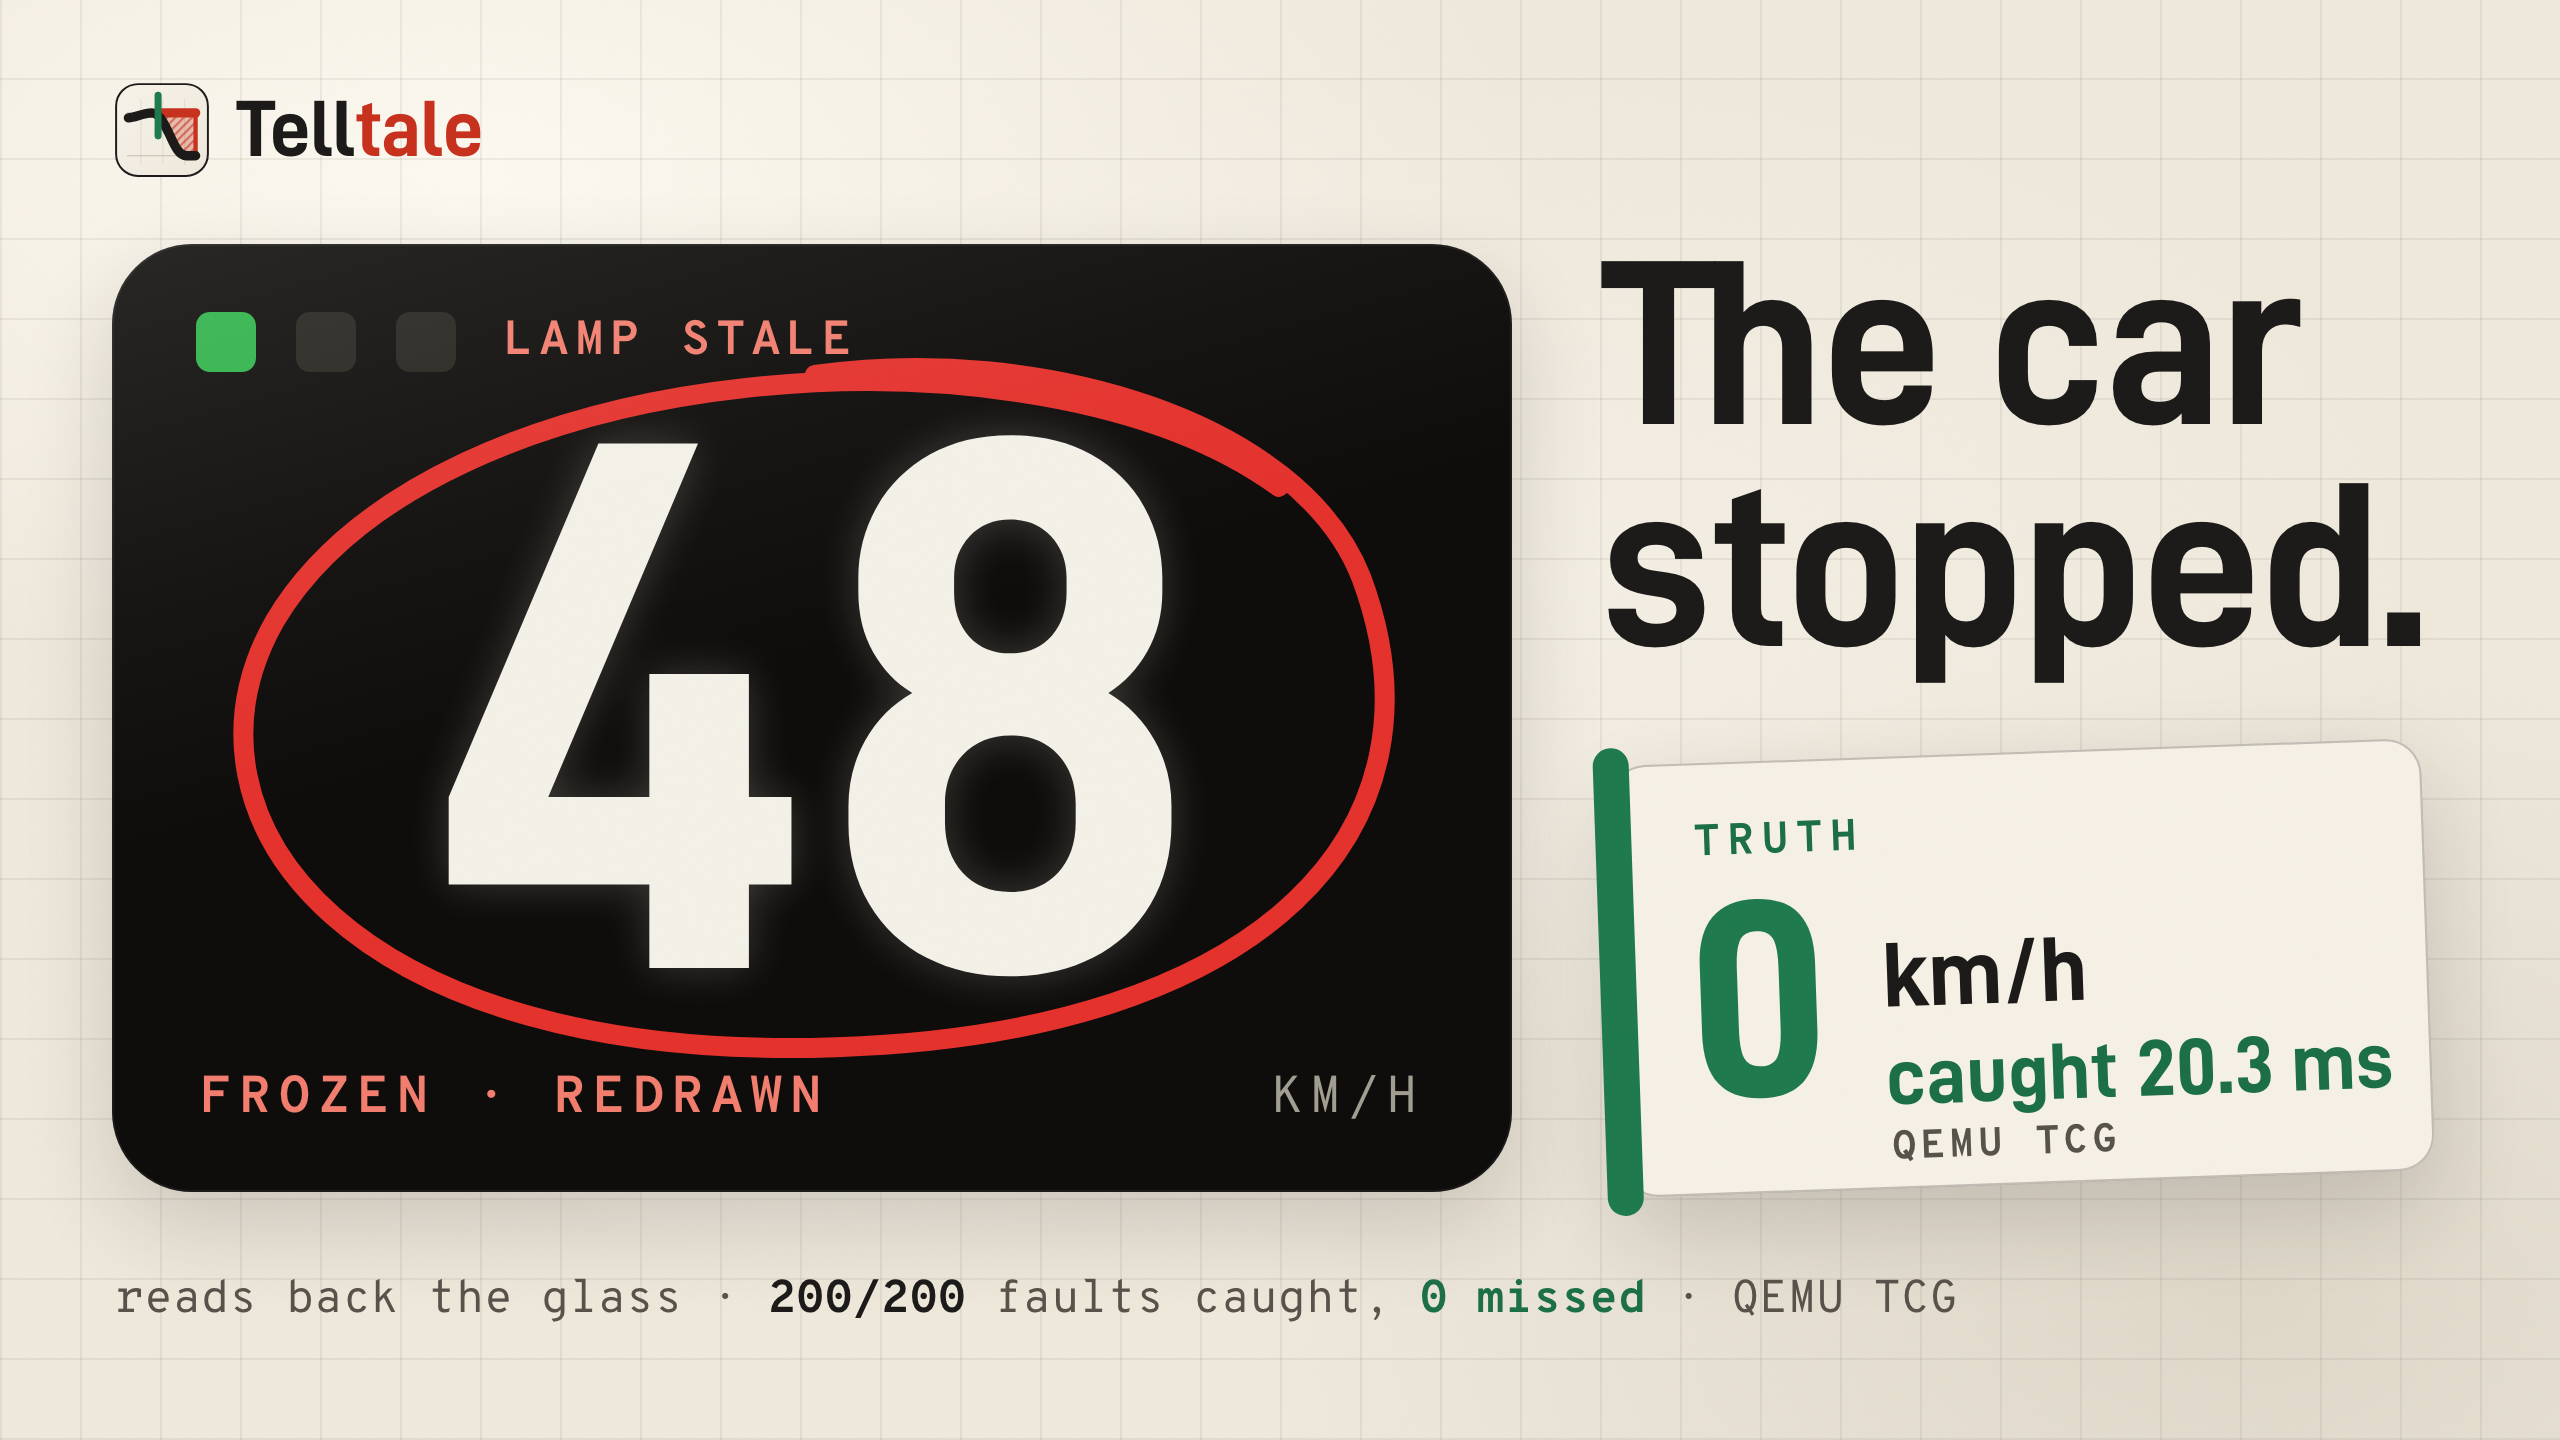 Telltale
LAMP STALE
48
FROZEN · REDRAWN
KM/H
The car
stopped.
TRUTH
0 km/h
caught 20.3 ms
QEMU TCG
reads back the glass · 200/200 faults caught, 0 missed · QEMU TCG